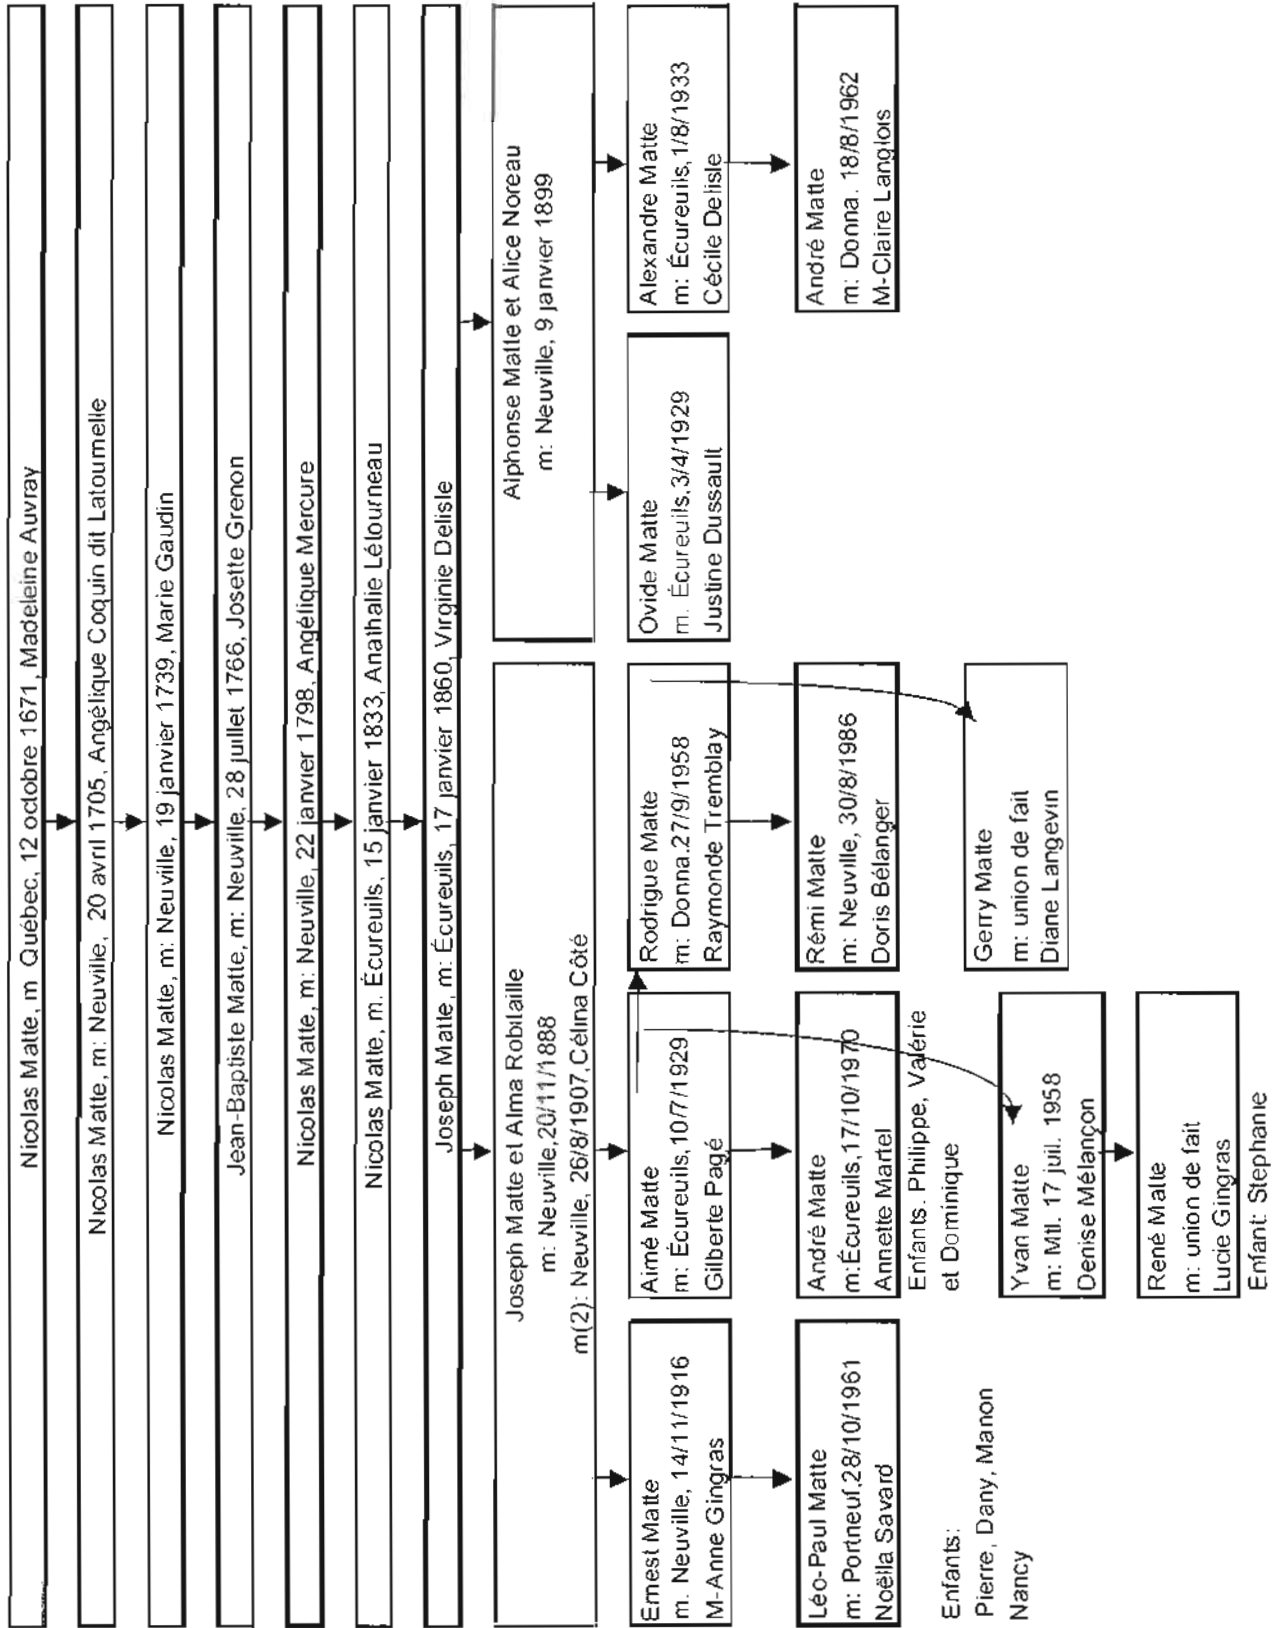 Nicolas Matte, m Québec, 12 octobre 1671, Madeleine Auvray
Nicolas Matte, m: Neuville, 20 avril 1705, Angélique Coquin dit Latournelle
Nicolas Matte, m: Neuville, 19 janvier 1739, Marie Gaudin
Jean-Baptiste Matte, m: Neuville, 28 juillet 1766, Josette Grenon
Nicolas Matte, m: Neuville, 22 janvier 1798, Angélique Mercure
Nicolas Matte, m. Écureuils, 15 janvier 1833, Anathalie Létourneau
Joseph Matte, m: Écureuils, 17 janvier 1860, Virginie Delisle
Joseph Matte et Alma Robitaille
m: Neuville,20/11/1888
m(2): Neuville, 26/8/1907,Célina Côté
Alphonse Matte et Alice Noreau
m: Neuville, 9 janvier 1899
Ernest Matte
m. Neuville, 14/11/1916
M-Anne Gingras
Aimé Matte
m: Écureuils,10/7/1929
Gilberte Pagé
Rodrigue Matte
m: Donna.27/9/1958
Raymonde Tremblay
Ovide Matte
m. Écureuils,3/4/1929
Justine Dussault
Alexandre Matte
m: Écureuils,1/8/1933
Cécile Delisle
Léo-Paul Matte
m: Portneuf,28/10/1961
Noëlla Savard
Enfants:
Pierre, Dany, Manon
Nancy
André Matte
m:Écureuils,17/10/1970
Annette Martel
Enfants. Philippe, Valérie
et Dominique
Rémi Matte
m: Neuville, 30/8/1986
Doris Bélanger
André Matte
m: Donna. 18/8/1962
M-Claire Langlois
Gerry Matte
m: union de fait
Diane Langevin
Yvan Matte
m: Mtl. 17 juil. 1958
Denise Mélançon
René Matte
m: union de fait
Lucie Gingras
Enfant: Stephanie